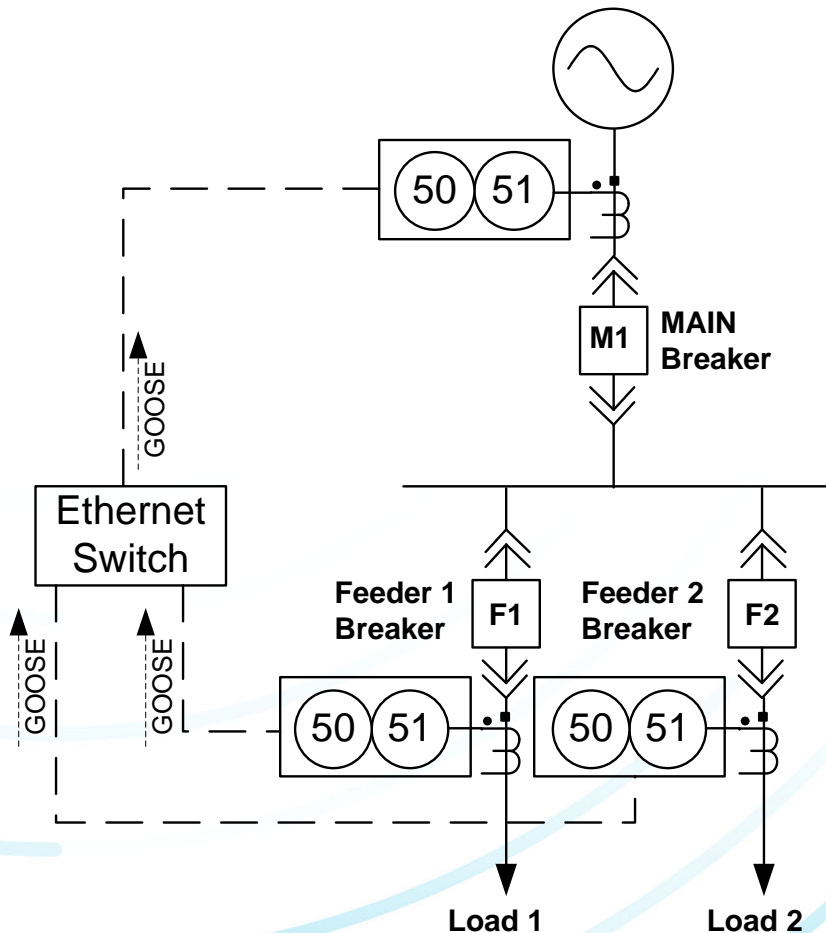 50 51
M1
MAIN
Breaker
GOOSE
Ethernet
Switch
Feeder 1
Breaker
F1
Feeder 2
Breaker
F2
GOOSE
GOOSE
50 51
50 51
Load 1
Load 2